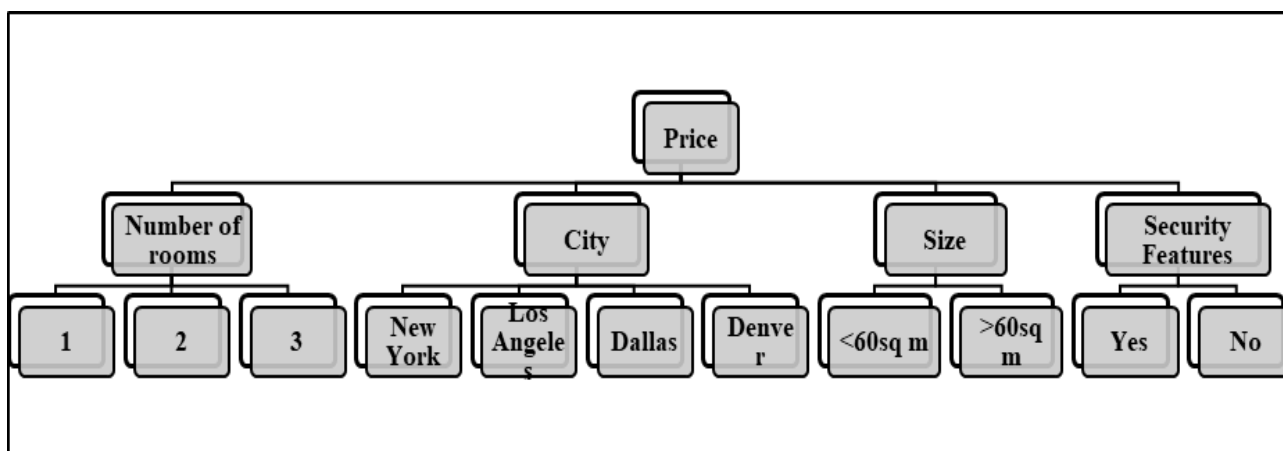 Price
Number of
rooms
City
Size
Security
Features
1
2
3
New
York
Los
Angele
s
Dallas
Denve
r
<60sq m
>60sq
m
Yes
No